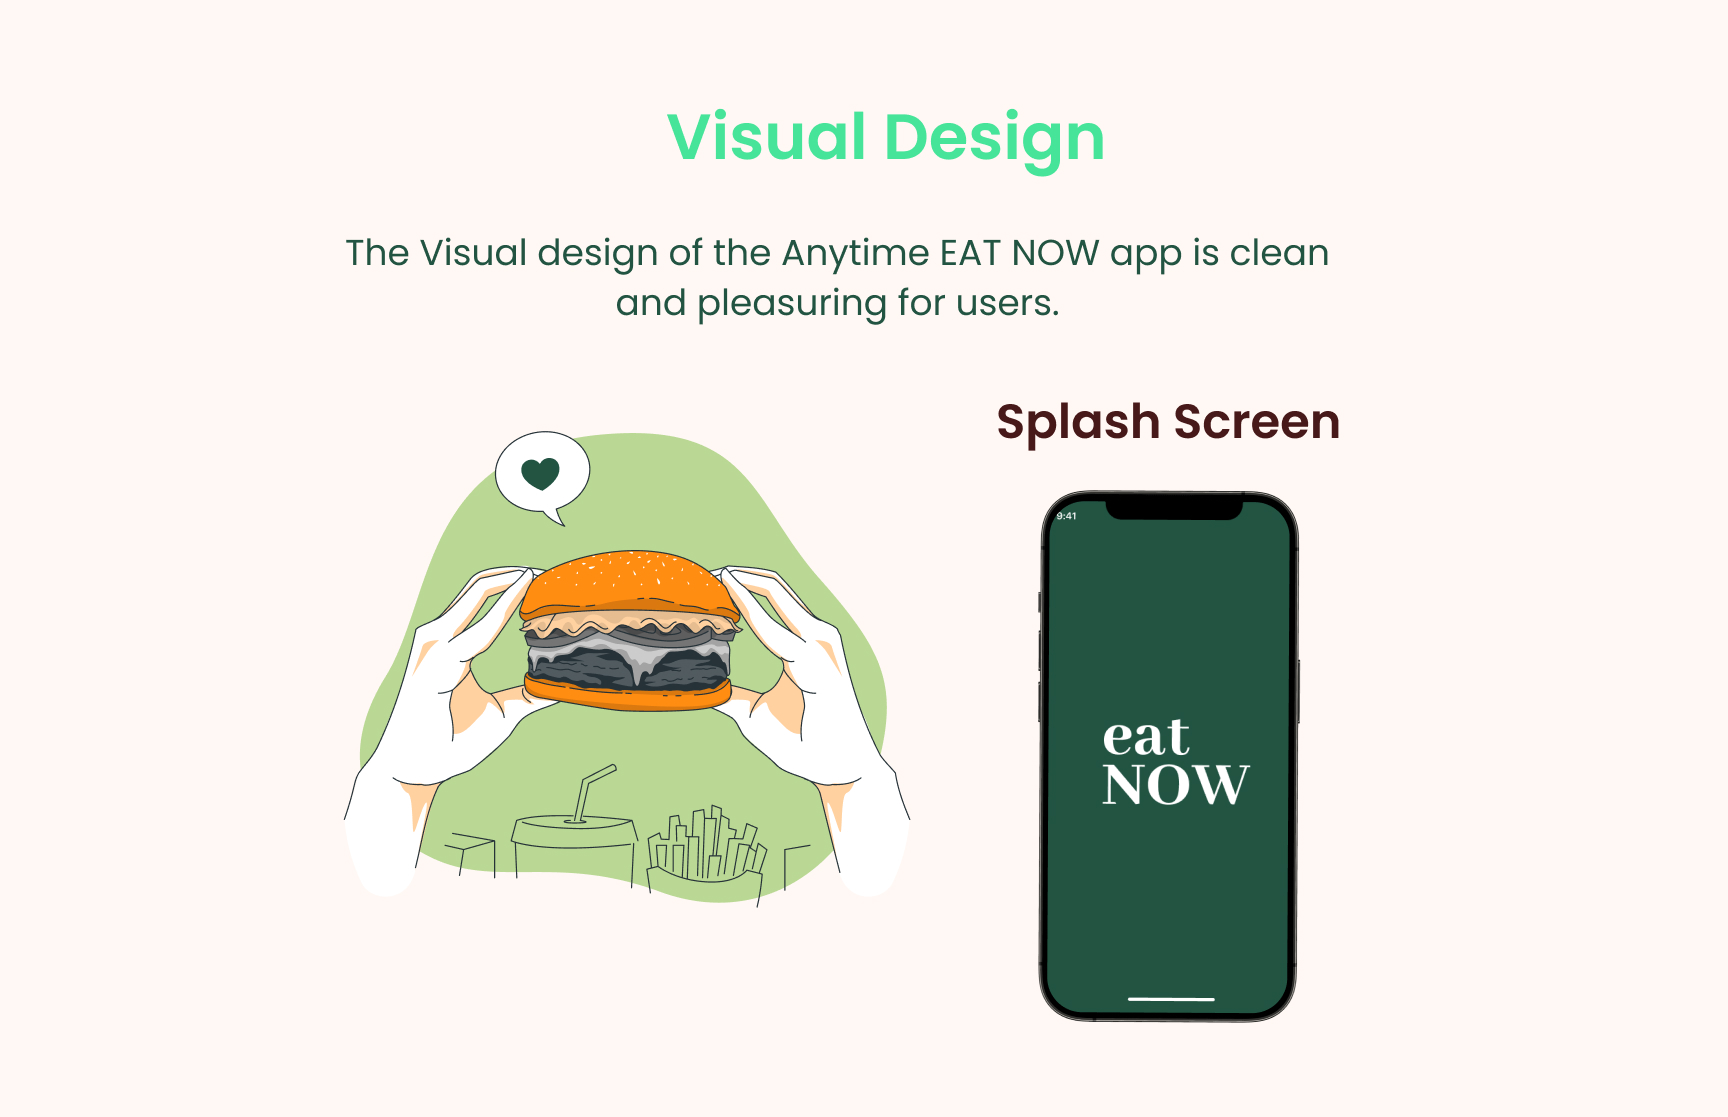 Visual Design
The Visual design of the Anytime EAT NOW app is clean
and pleasuring for users.
Splash Screen
9:41
eat
NOW